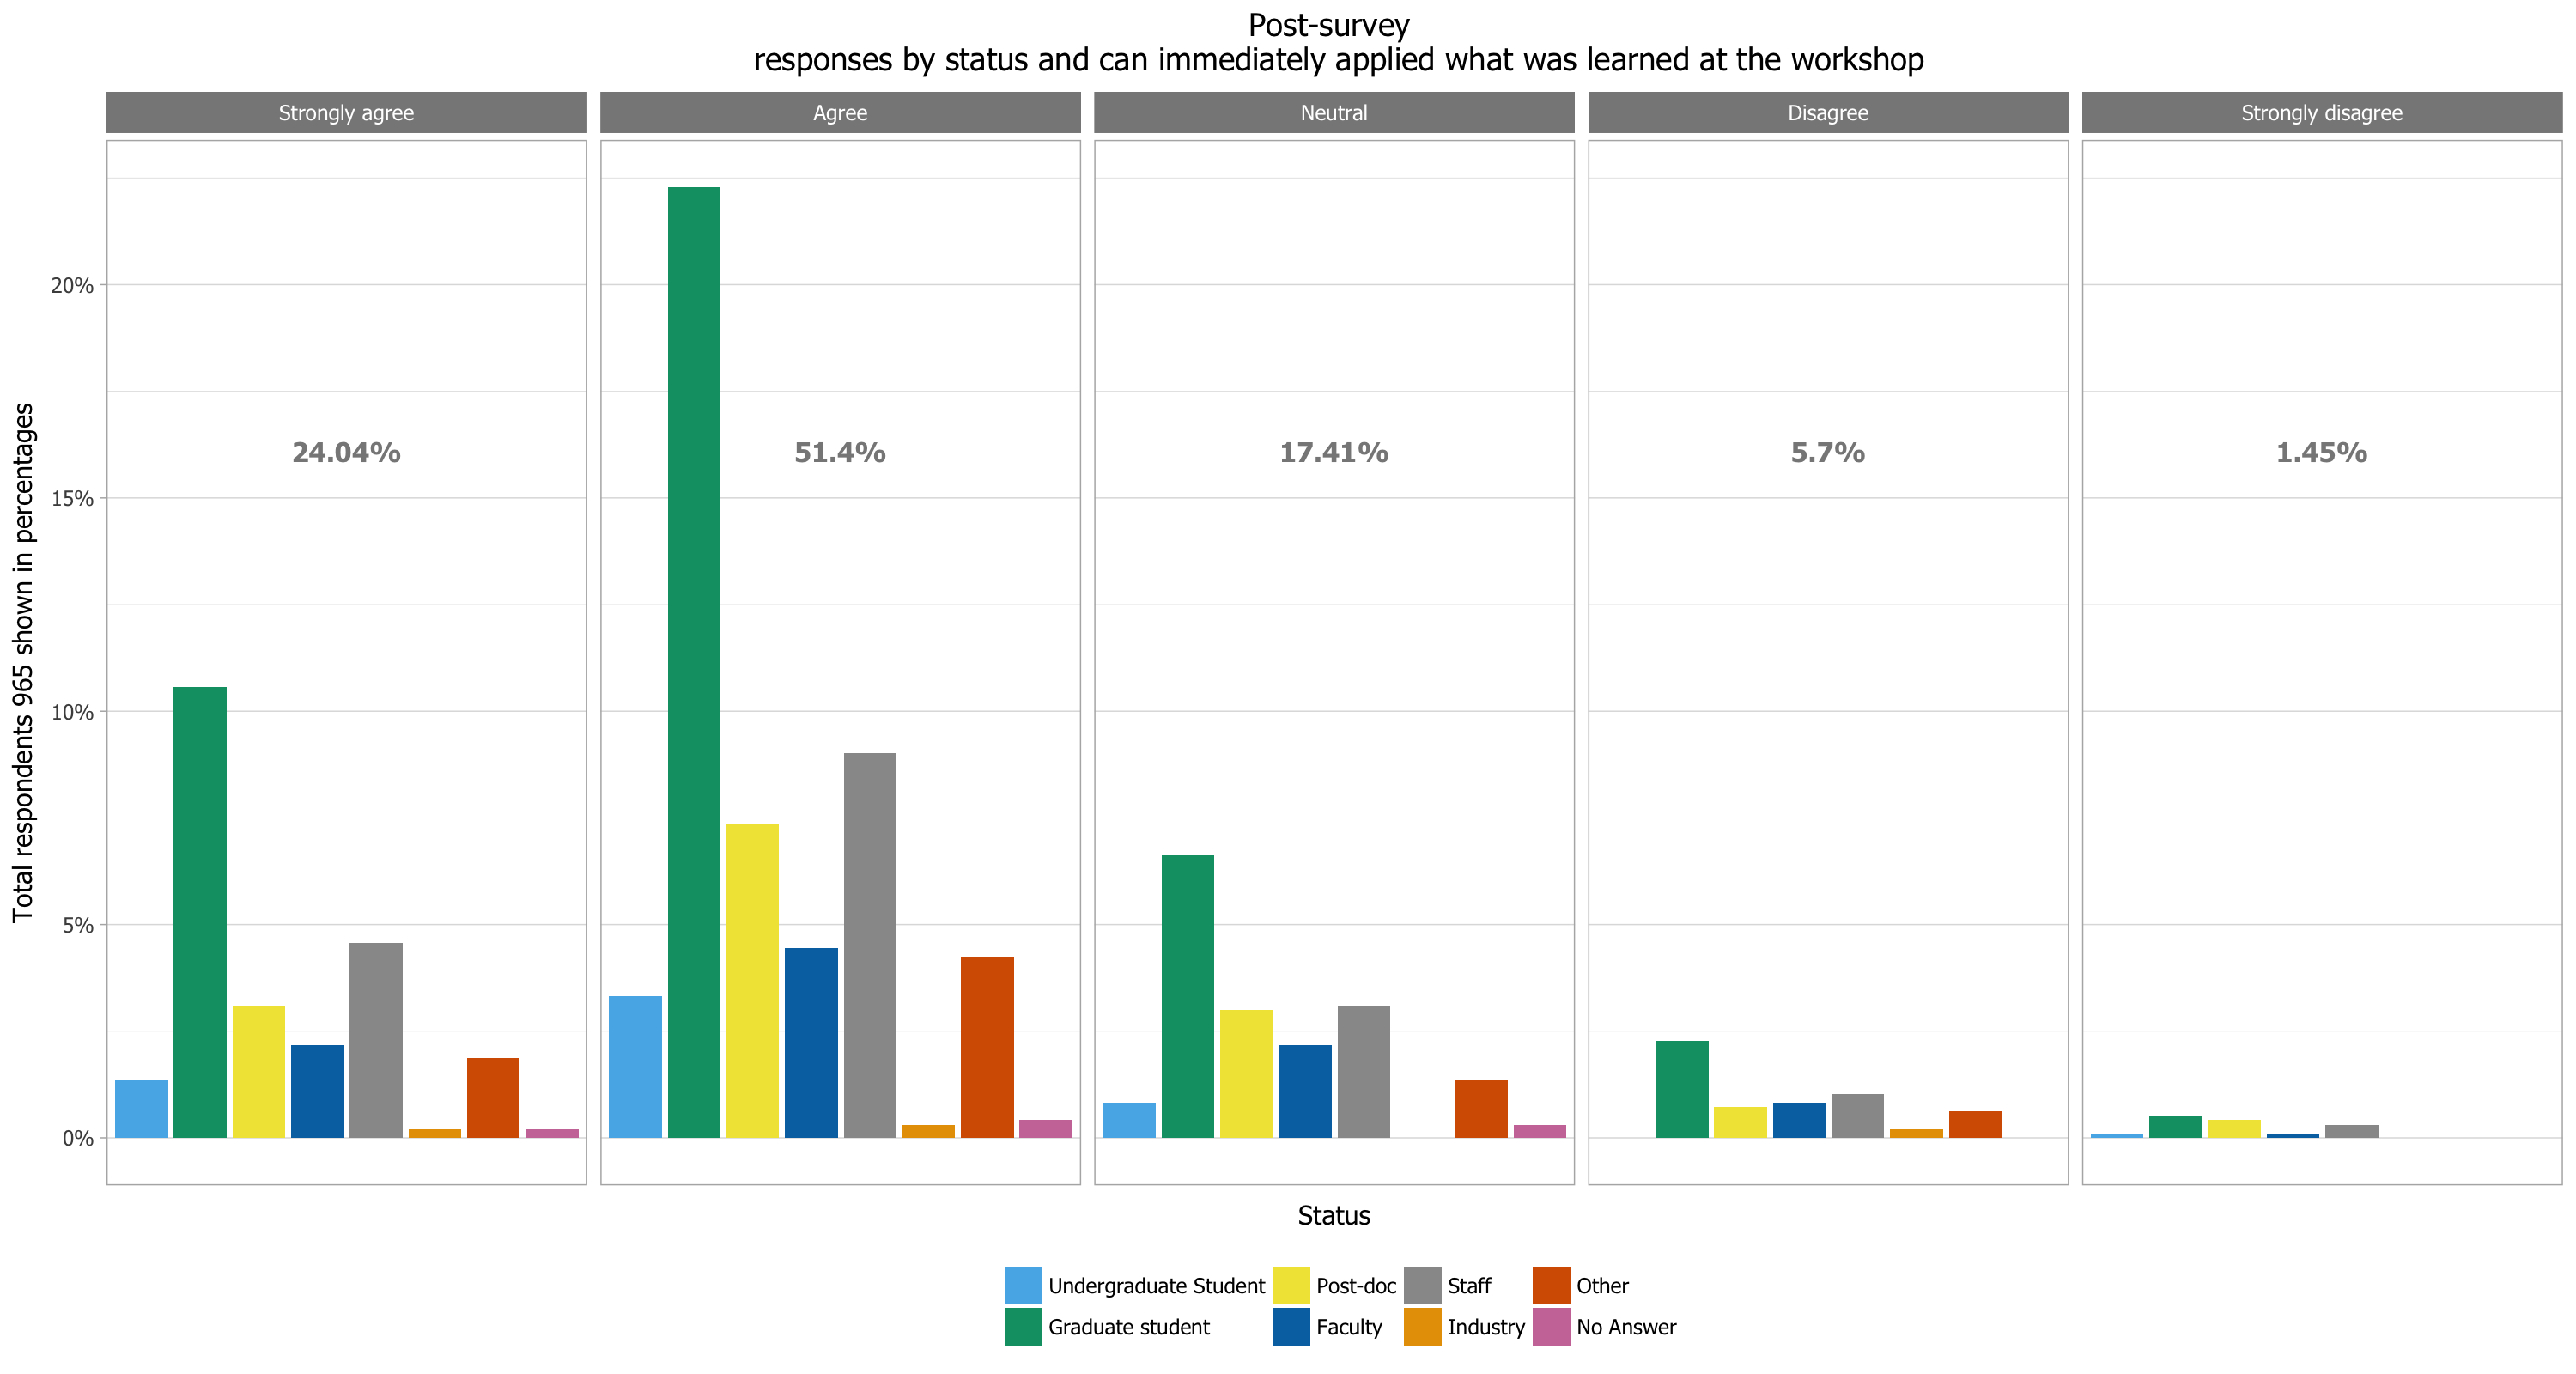 Post-survey
responses by status and can immediately applied what was learned at the workshop
Strongly agree
Agree
Neutral
Disagree
Strongly disagree
20%
15%
10%
5%
0%
Total respondents 965 shown in percentages
24.04%
51.4%
17.41%
5.7%
1.45%
Status
Undergraduate Student
Post-doc
Staff
Other
Graduate student
Faculty
Industry
No Answer